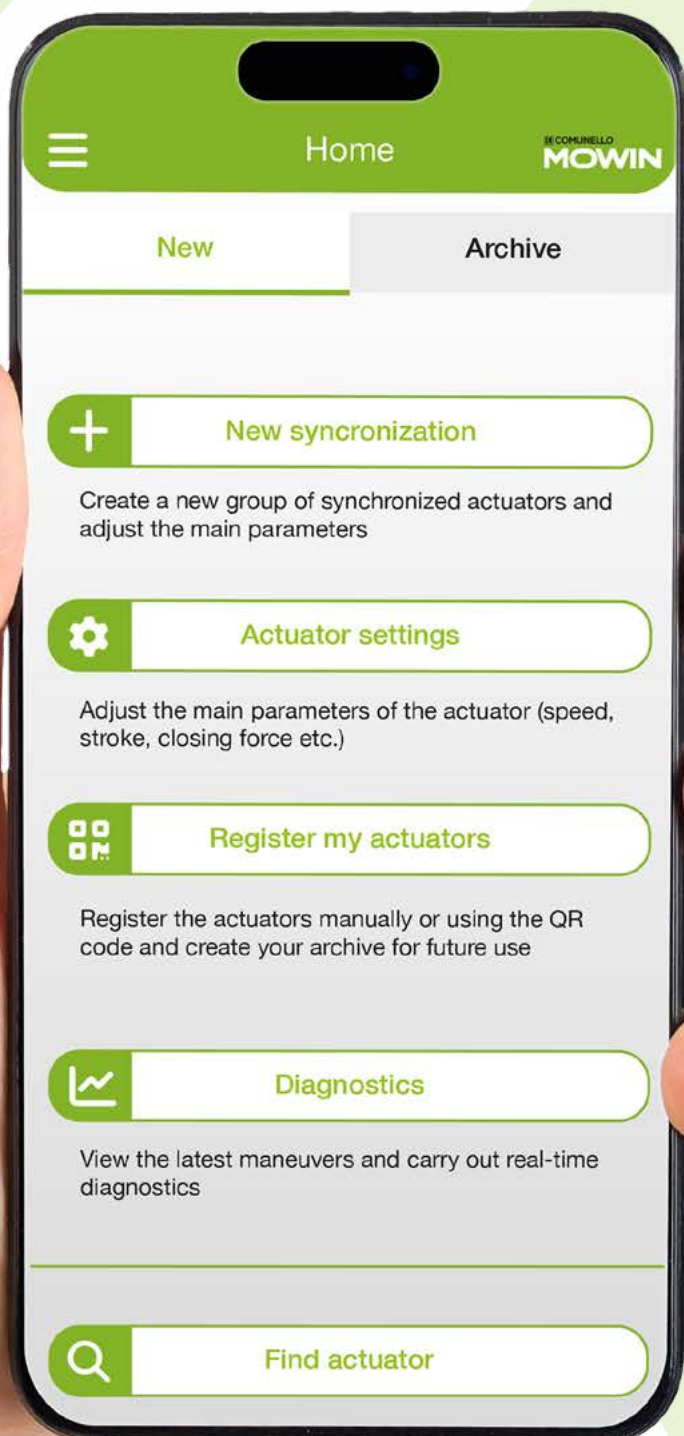 Home
COMUNELLO
MOWIN
New
Archive
New syncronization
Create a new group of synchronized actuators and
adjust the main parameters
Actuator settings
Adjust the main parameters of the actuator (speed,
stroke, closing force etc.)
Register my actuators
Register the actuators manually or using the QR
code and create your archive for future use
Diagnostics
View the latest maneuvers and carry out real-time
diagnostics
Find actuator